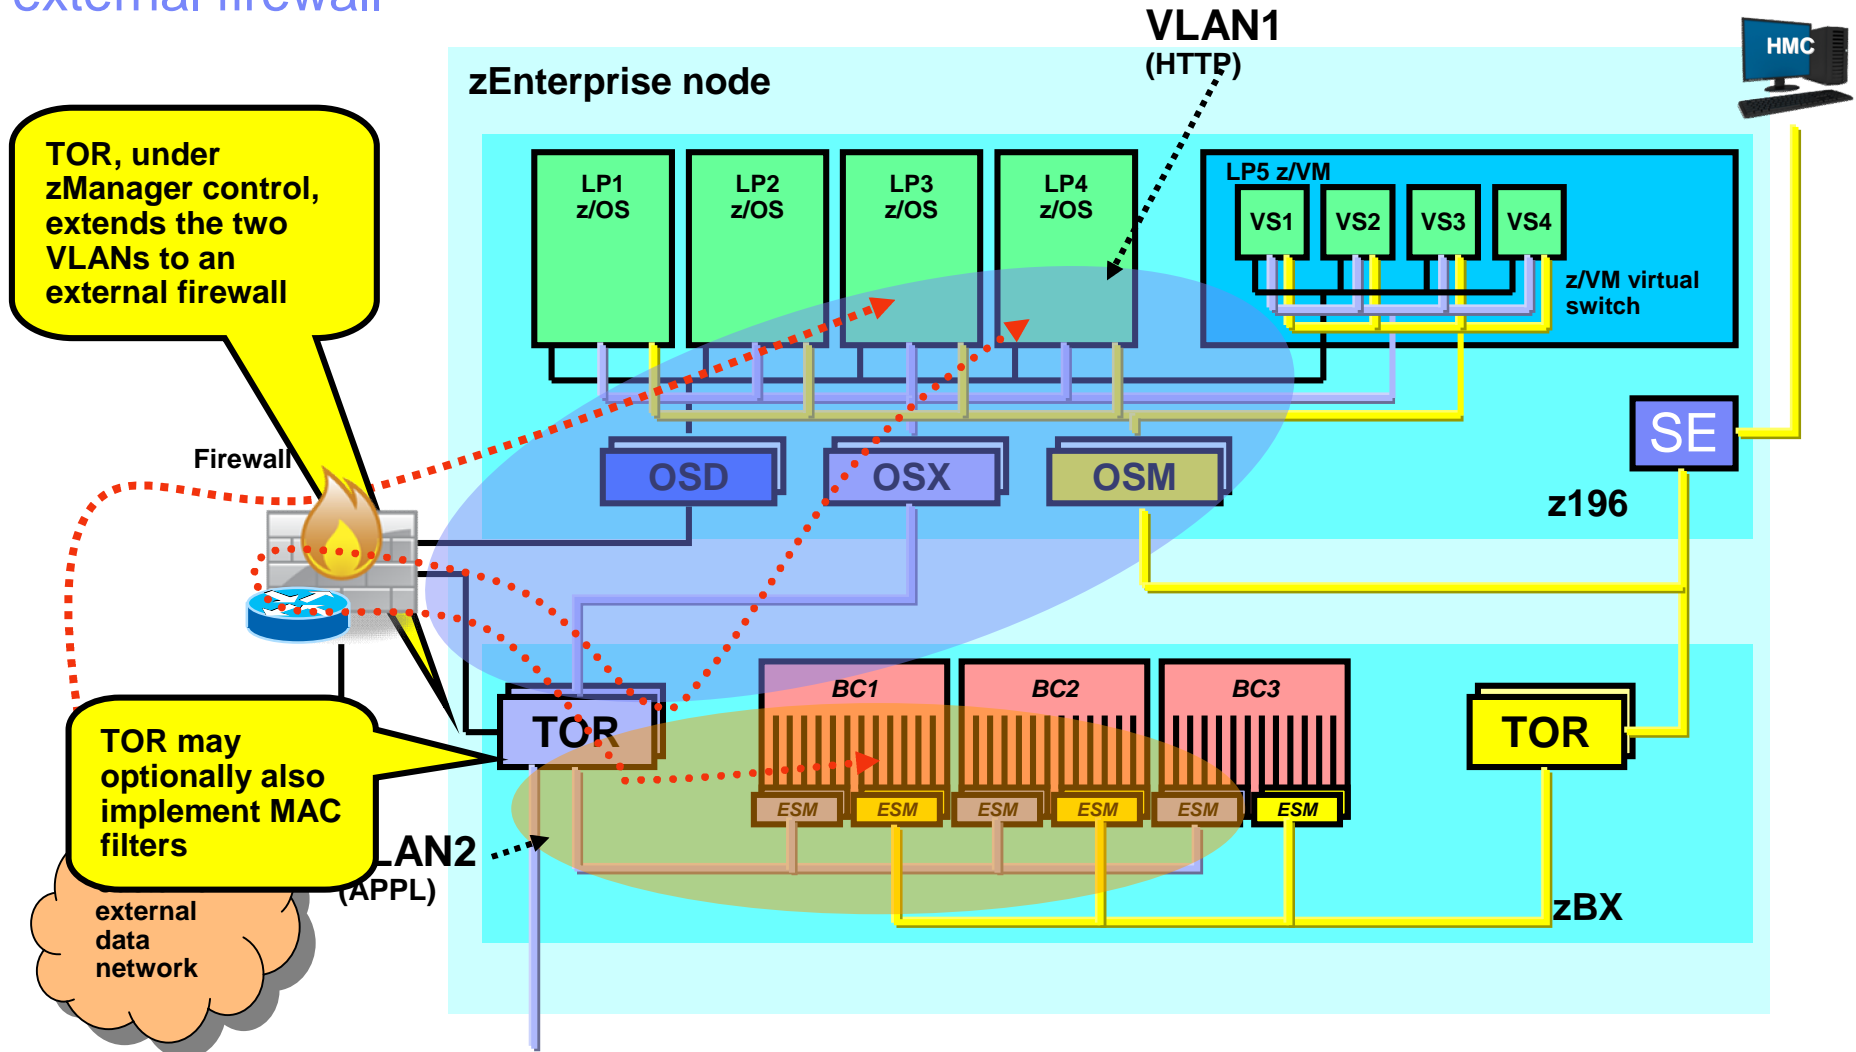 external firewall
VLAN1
(HTTP)
HMC
zEnterprise node
TOR, under
zManager control,
extends the two
VLANs to an
external firewall
LP1
z/OS
LP2
z/OS
LP3
z/OS
LP4
z/OS
LP5 z/VM
VS1
VS2
VS3
VS4
z/VM virtual
switch
Firewall
OSD
OSX
OSM
SE
z196
BC1
BC2
BC3
TOR
TOR
TOR may
optionally also
implement MAC
filters
ESM
ESM
ESM
ESM
ESM
ESM
LAN2
(APPL)
external
data
network
zBX